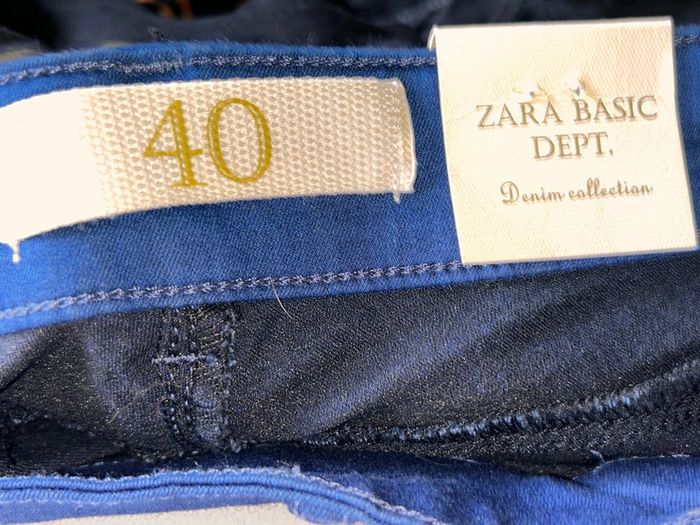 40
ZARA BASIC
DEPT.
Denim collection